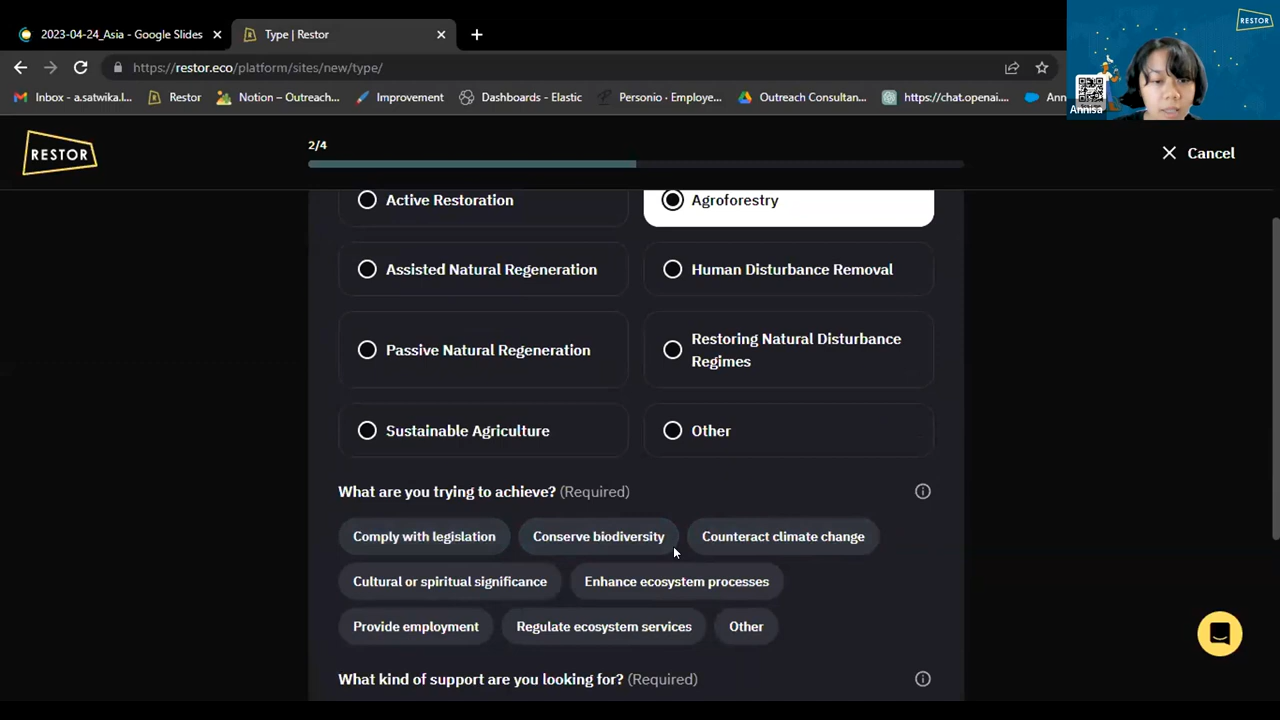 2023-04-24_Asia - Google Slides
Type | Restor
https://restor.eco/platform/sites/new/type/
Inbox - a.satwika.l...
Restor
Notion – Outreach...
Improvement
Dashboards - Elastic
Personio - Employe...
Outreach Consultan...
https://chat.openai....
Ann
RESTOR
Annisa
RESTOR
2/4
Cancel
Active Restoration
Agroforestry
Assisted Natural Regeneration
Human Disturbance Removal
Passive Natural Regeneration
Restoring Natural Disturbance
Regimes
Sustainable Agriculture
Other
What are you trying to achieve? (Required)
Comply with legislation
Conserve biodiversity
Counteract climate change
Cultural or spiritual significance
Enhance ecosystem processes
Provide employment
Regulate ecosystem services
Other
What kind of support are you looking for? (Required)